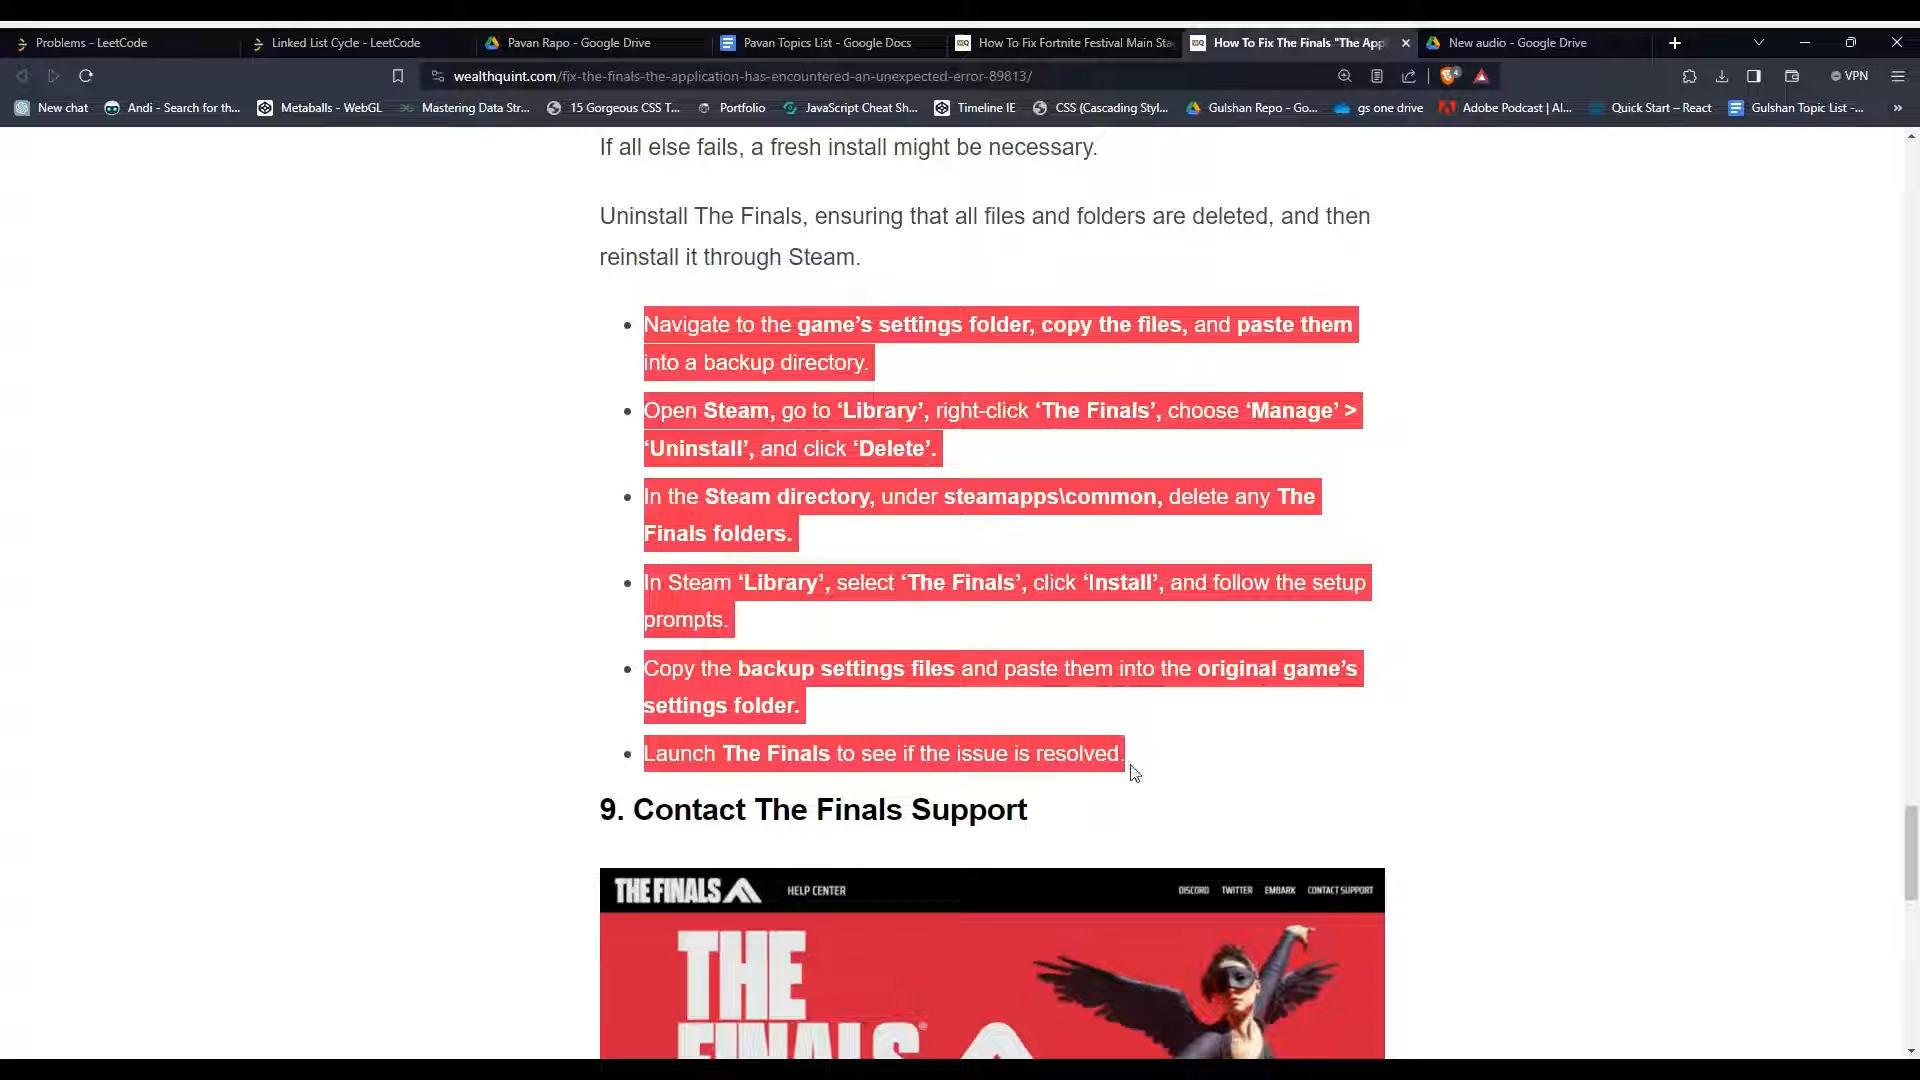 Problems - LeetCode
Linked List Cycle - LeetCode
Pavan Rapo - Google Drive
Pavan Topics List - Google Docs
How To Fix Fortnite Festival Main Sta
How To Fix The Finals "The App
New audio - Google Drive
wealthquint.com/fix-the-finals-the-application-has-encountered-an-unexpected-error-89813/
VPN
New chat
Andi - Search for th...
Metaballs - WebGL
Mastering Data Str...
15 Gorgeous CSS T...
Portfolio
JavaScript Cheat Sh...
Timeline IE
CSS (Cascading Styl...
Gulshan Repo - Go...
gs one drive
Adobe Podcast | AI...
Quick Start – React
Gulshan Topic List -...
If all else fails, a fresh install might be necessary.
Uninstall The Finals, ensuring that all files and folders are deleted, and then
reinstall it through Steam.
Navigate to the game’s settings folder, copy the files, and paste them
into a backup directory.
Open Steam, go to ‘Library’, right-click ‘The Finals’, choose ‘Manage’ >
‘Uninstall’, and click ‘Delete’.
In the Steam directory, under steamapps\common, delete any The
Finals folders.
In Steam ‘Library’, select ‘The Finals’, click ‘Install’, and follow the setup
prompts.
Copy the backup settings files and paste them into the original game’s
settings folder.
Launch The Finals to see if the issue is resolved.
9. Contact The Finals Support
THE FINALS HELP CENTER DISCORD TWITTER EMBARK CONTACT SUPPORT
THE
FINALS